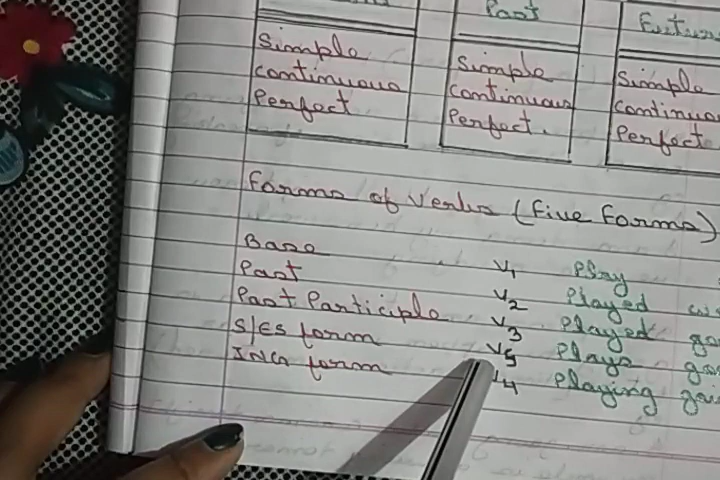 Past Future
Simple Simple Simple
Continuous Continuous Continuous
Perfect Perfect. Perfect
Forms of Verbs (Five Forms)
Base V1 Play
Past V2 Played
Past Participle V3 Played
S/ES form V5 Plays
ING form V4 Playing